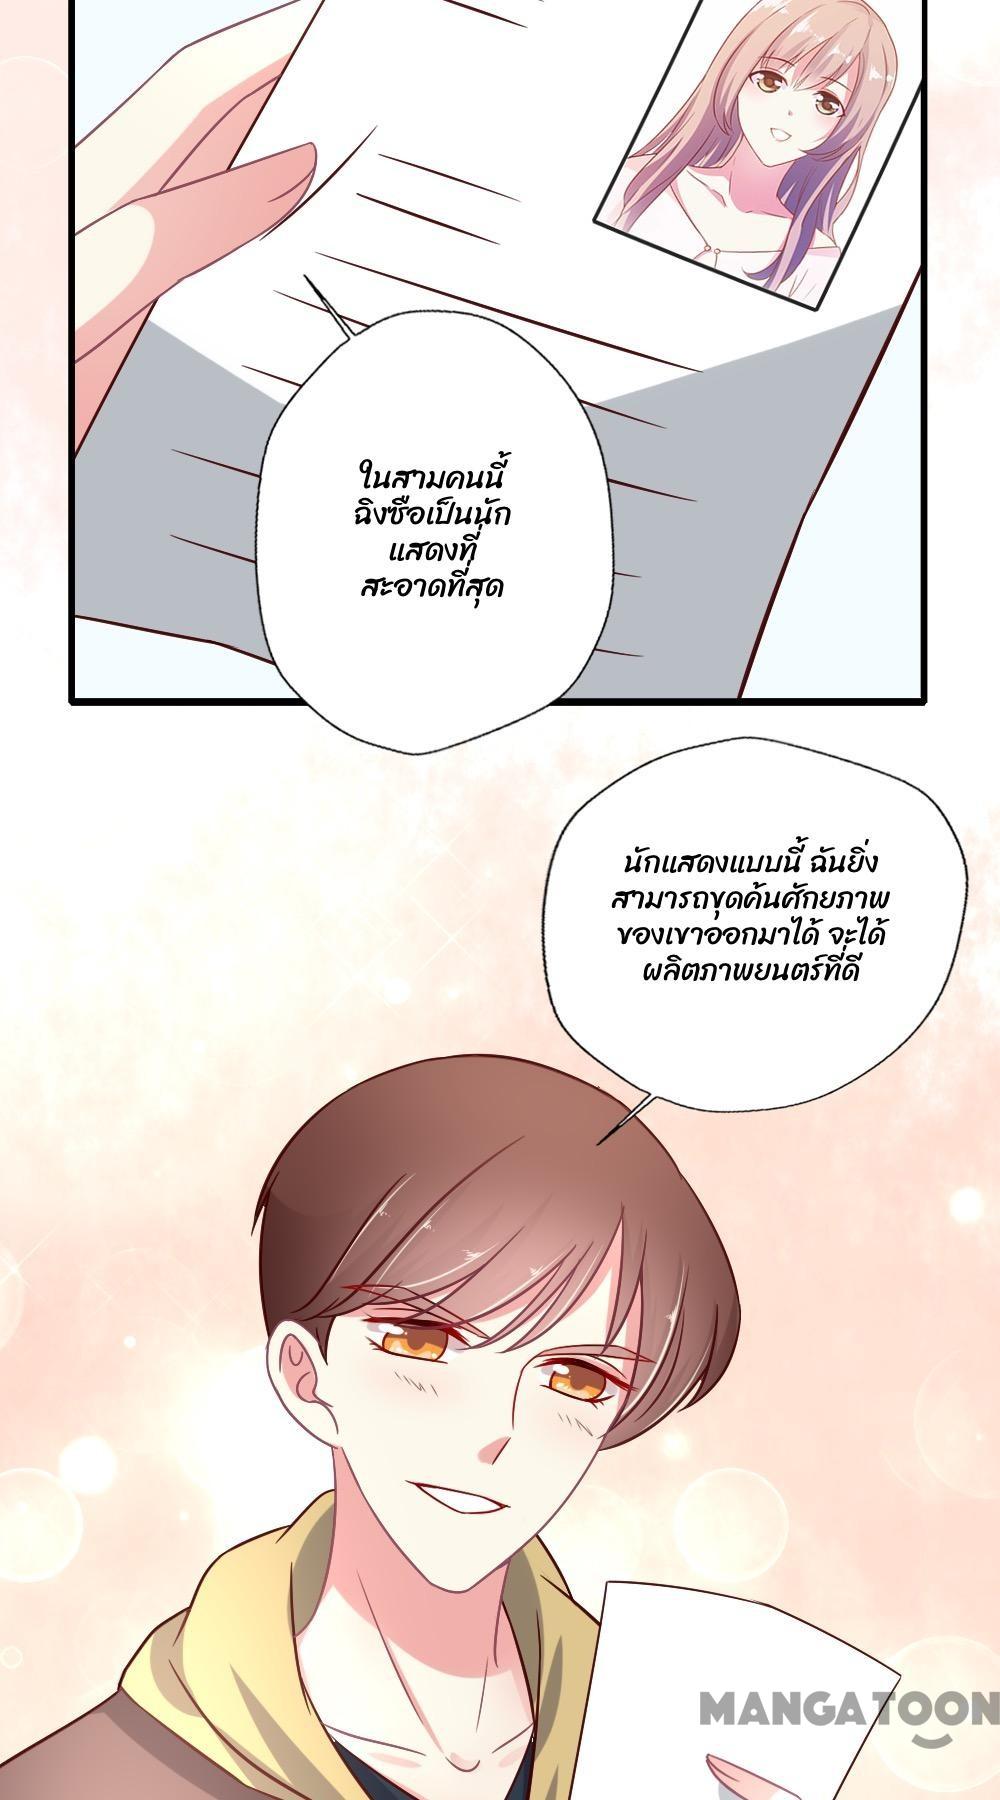 ในสามคนนี้
ฉิงซือเป็นนัก
แสดงที่
สะอาดที่สุด
นักแสดงแบบนี้ ฉันยิ่ง
สามารถขุดค้นศักยภาพ
ของเขาออกมาได้ จะได้
ผลิตภาพยนตร์ที่ดี
MANGATOON